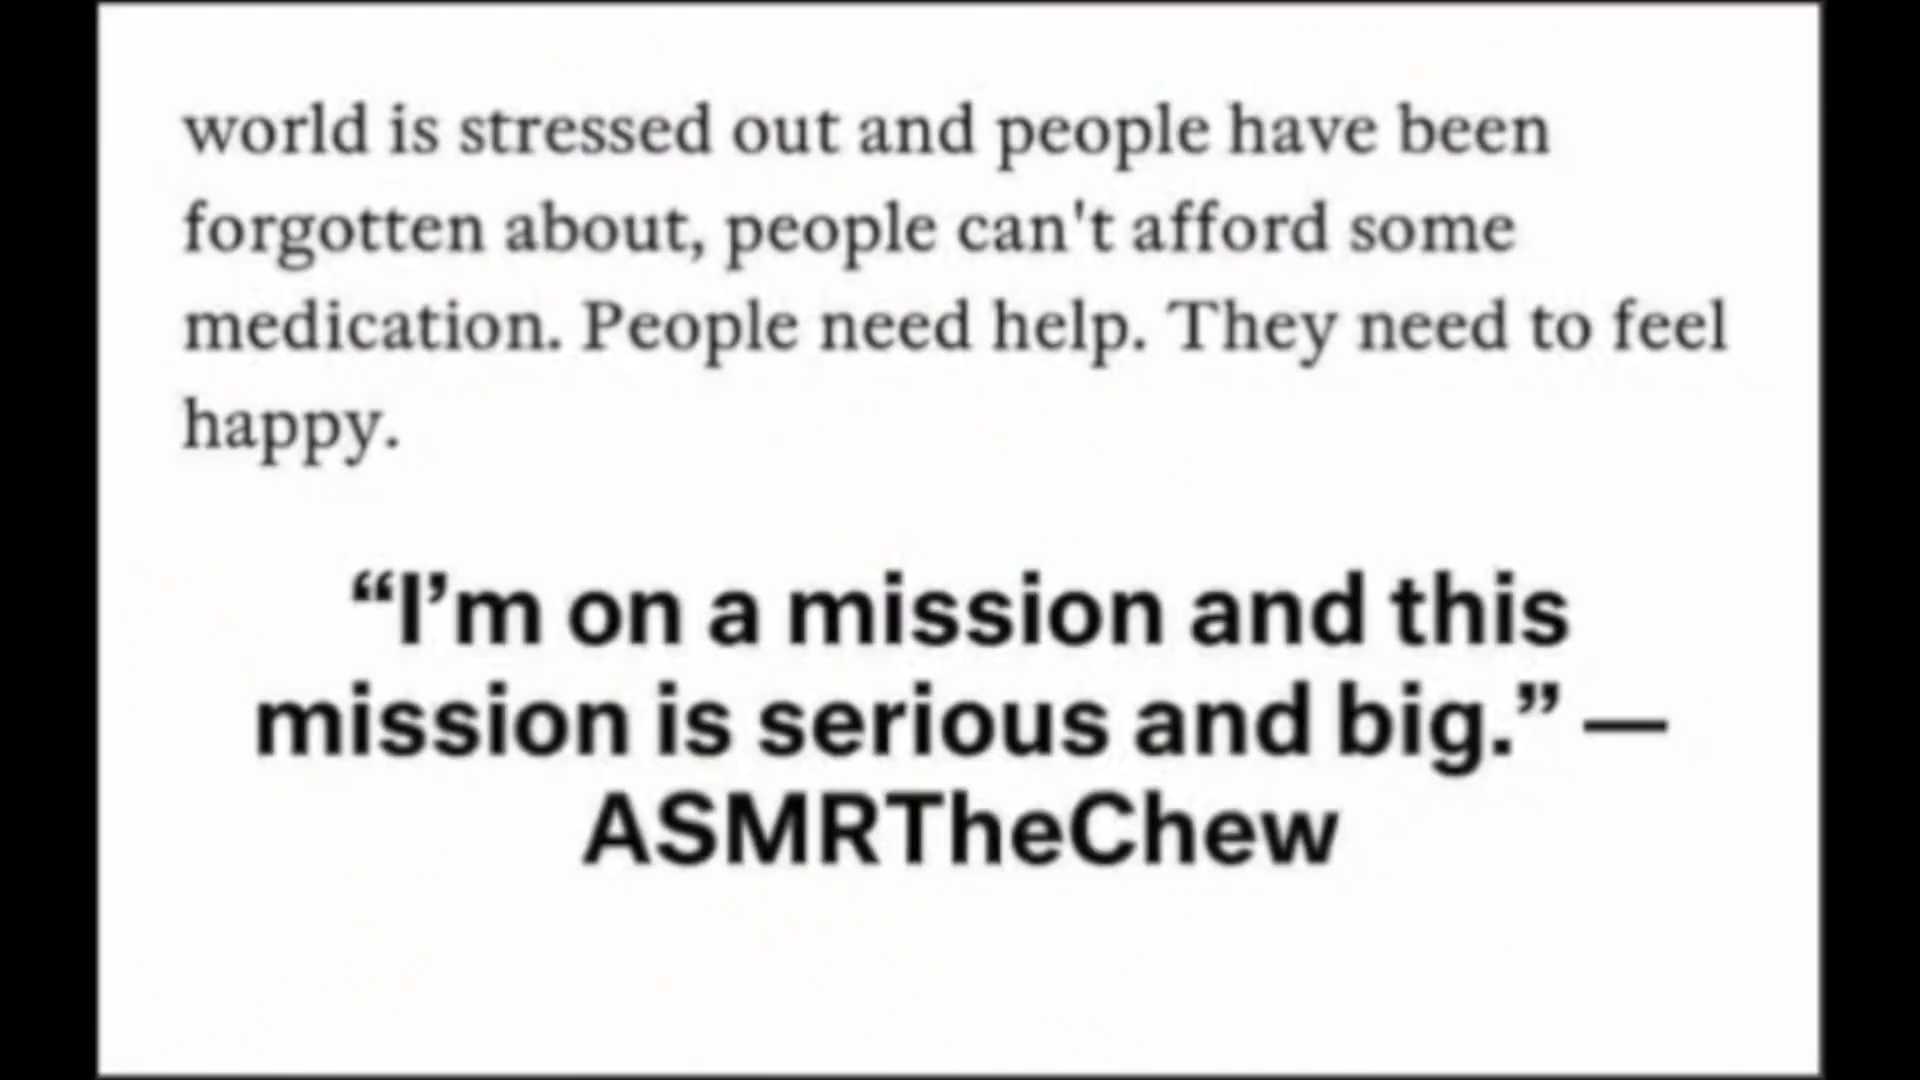 world is stressed out and people have been
forgotten about, people can't afford some
medication. People need help. They need to feel
happy.
“I’m on a mission and this
mission is serious and big.” —
ASMRTheChew